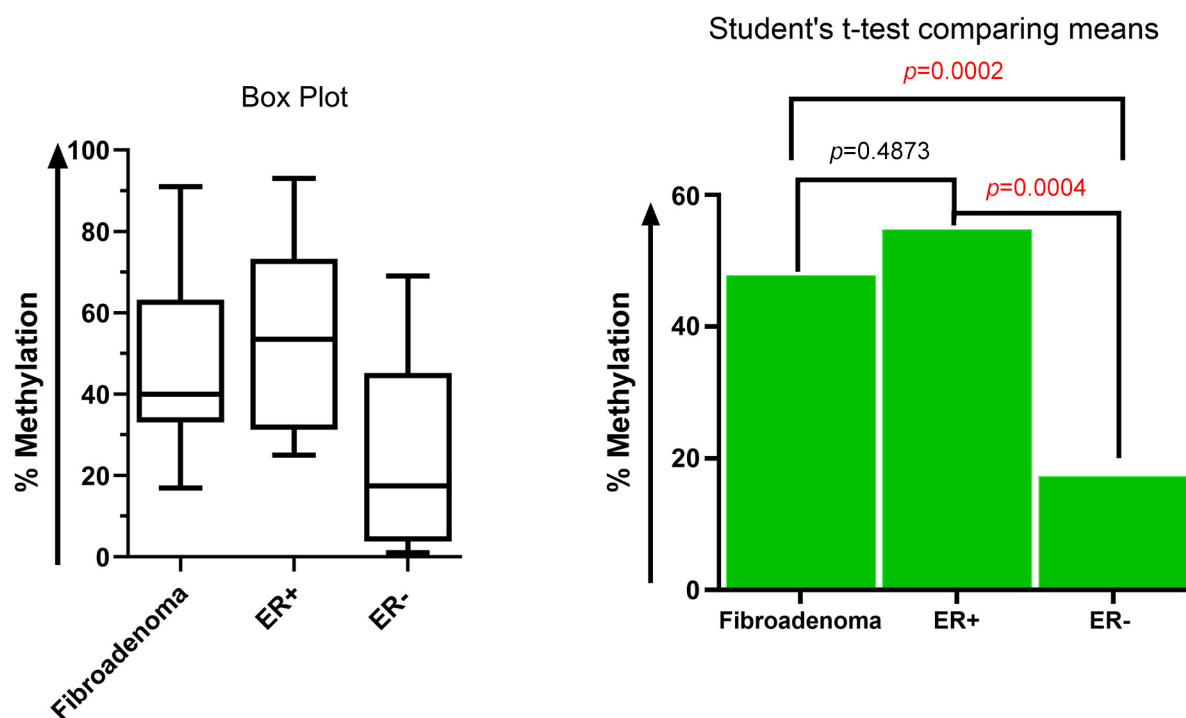 Box Plot
% Methylation
100
80
60
40
20
0
Fibroadenoma
ER+
ER-
Student's t-test comparing means
p=0.0002
p=0.4873
p=0.0004
% Methylation
60
40
20
0
Fibroadenoma
ER+
ER-